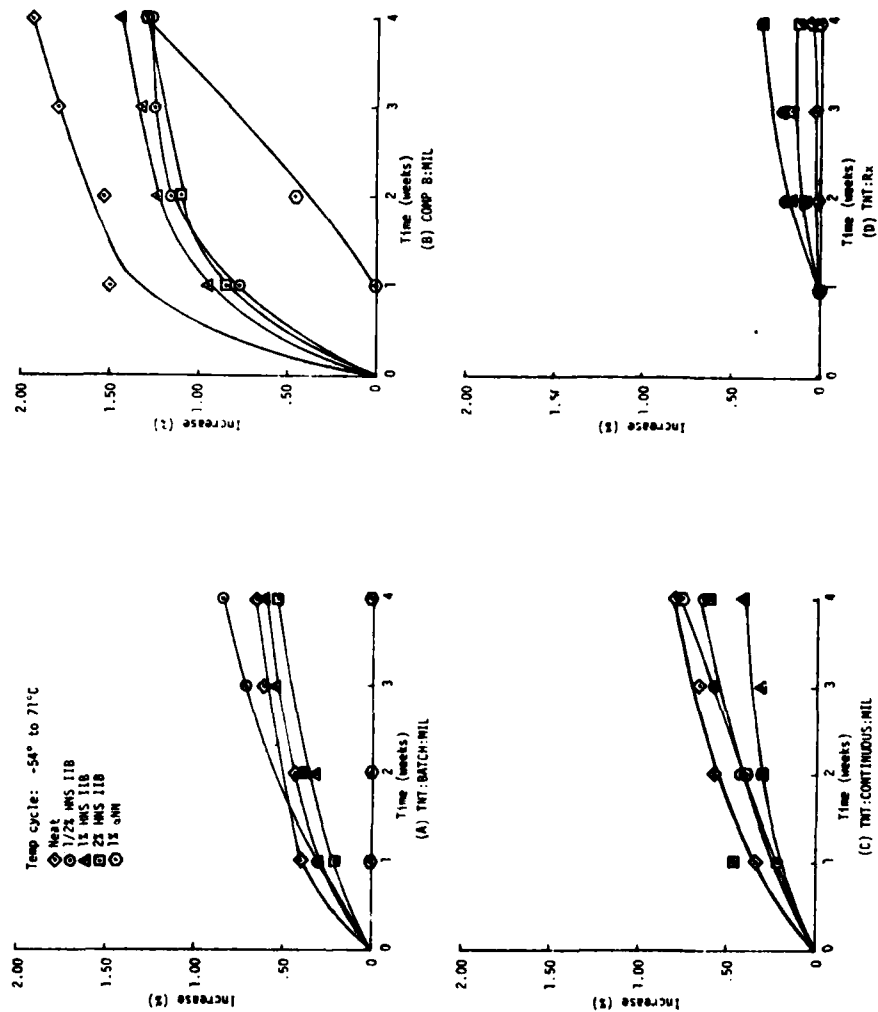 Temp cycle: -54° to 71°C
Neat
1/2% HNS IIB
1% HNS IIB
2% HNS IIB
1% αNN
2.00
1.50
1.00
.50
0
Increase (%)
0
1
2
3
4
Time (weeks)
(A) TNT:BATCH:MIL
2.00
1.50
1.00
.50
0
Increase (%)
0
1
2
3
4
Time (weeks)
(B) COMP B:MIL
2.00
1.50
1.00
.50
0
Increase (%)
0
1
2
3
4
Time (weeks)
(C) TNT:CONTINUOUS:MIL
2.00
1.00
.50
0
Increase (%)
0
1
2
3
4
Time (weeks)
(D) TNT:Rx